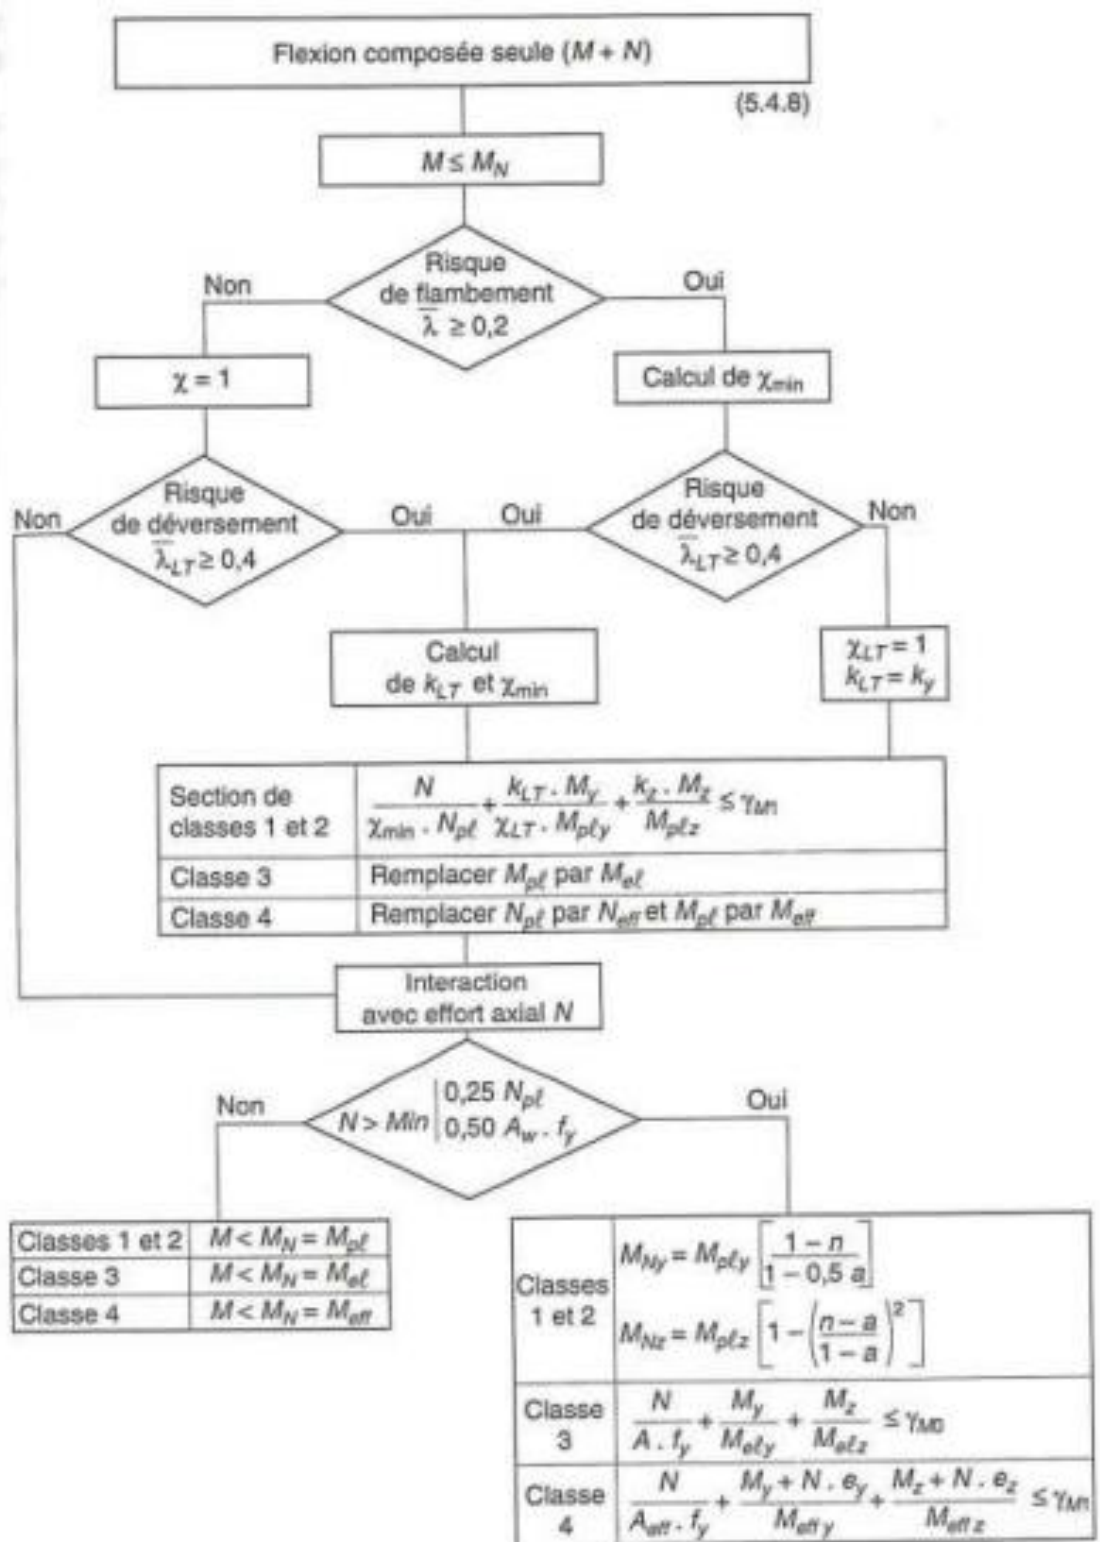 Flexion composée seule (M + N)
(5.4.8)
M ≤ M_N
Risque
de flambement
λ̅ ≥ 0,2
Non
Oui
χ = 1
Calcul de χ_min
Risque
de déversement
λ̅_LT ≥ 0,4
Non
Oui
Oui
Risque
de déversement
λ̅_LT ≥ 0,4
Non
Calcul
de k_LT et χ_min
χ_LT = 1
k_LT = k_y
Section de
classes 1 et 2
N / (χ_min . N_pℓ) + (k_LT . M_y) / (χ_LT . M_pℓy) + (k_z . M_z) / M_pℓz ≤ γ_M1
Classe 3
Remplacer M_pℓ par M_eℓ
Classe 4
Remplacer N_pℓ par N_eff et M_pℓ par M_eff
Interaction
avec effort axial N
Non
N > Min | 0,25 N_pℓ
0,50 A_w . f_y
Oui
Classes 1 et 2 M < M_N = M_pℓ
Classe 3 M < M_N = M_eℓ
Classe 4 M < M_N = M_eff
Classes
1 et 2
M_Ny = M_pℓy [(1 – n) / (1 – 0,5 a)]
M_Nz = M_pℓz [1 – ((n – a) / (1 – a))²]
Classe
3
N / (A . f_y) + M_y / M_eℓy + M_z / M_eℓz ≤ γ_M0
Classe
4
N / (A_eff . f_y) + (M_y + N . e_y) / M_eff y + (M_z + N . e_z) / M_eff z ≤ γ_M1